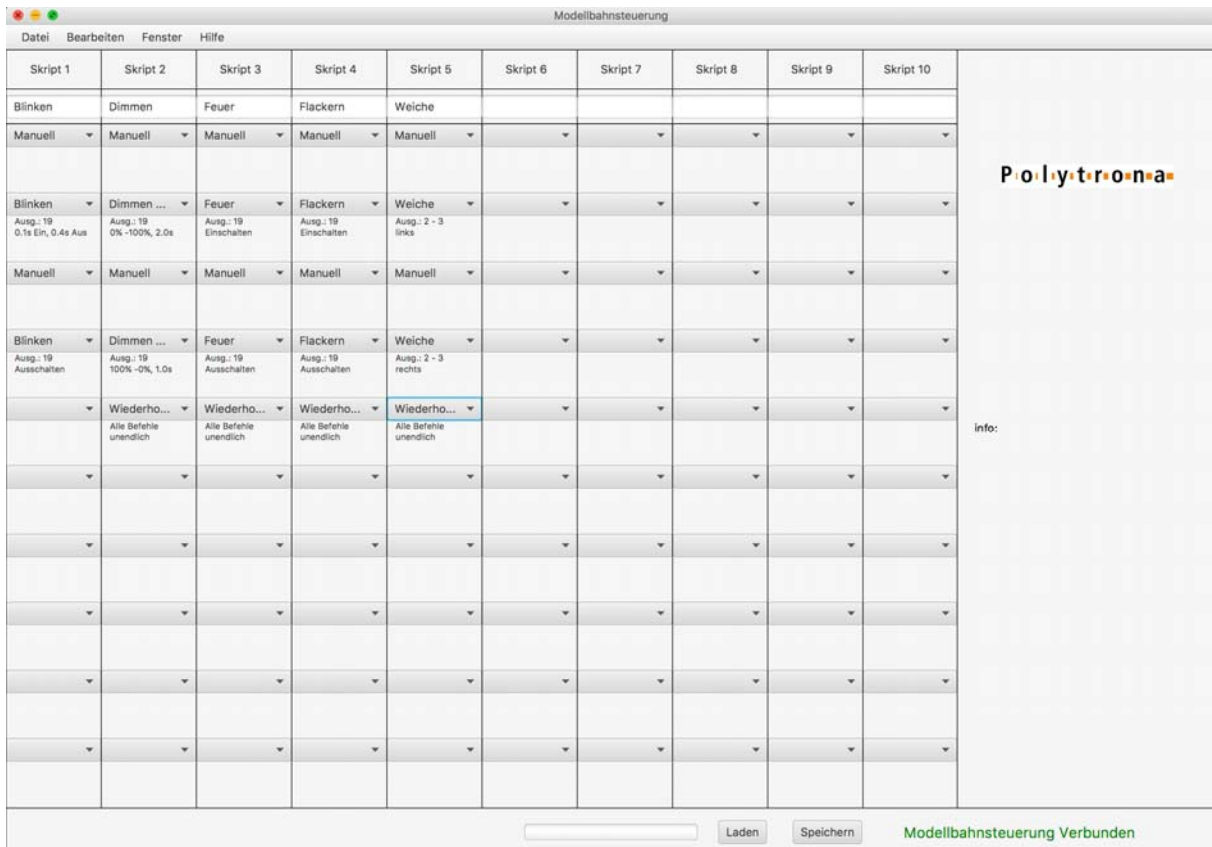 Modellbahnsteuerung
Datei Bearbeiten Fenster Hilfe
Skript 1 Skript 2 Skript 3 Skript 4 Skript 5 Skript 6 Skript 7 Skript 8 Skript 9 Skript 10
Blinken Dimmen Feuer Flackern Weiche
Manuell Manuell Manuell Manuell Manuell
Polytrona
Blinken Dimmen ... Feuer Flackern Weiche
Ausg.: 19 Ausg.: 19 Ausg.: 19 Ausg.: 19 Ausg.: 2 - 3
0.1s Ein, 0.4s Aus 0% -100%, 2.0s Einschalten Einschalten links
Manuell Manuell Manuell Manuell Manuell
Blinken Dimmen ... Feuer Flackern Weiche
Ausg.: 19 Ausg.: 19 Ausg.: 19 Ausg.: 19 Ausg.: 2 - 3
Ausschalten 100% -0%, 1.0s Ausschalten Ausschalten rechts
Wiederho... Wiederho... Wiederho... Wiederho...
Alle Befehle Alle Befehle Alle Befehle Alle Befehle info:
unendlich unendlich unendlich unendlich
Laden Speichern Modellbahnsteuerung Verbunden